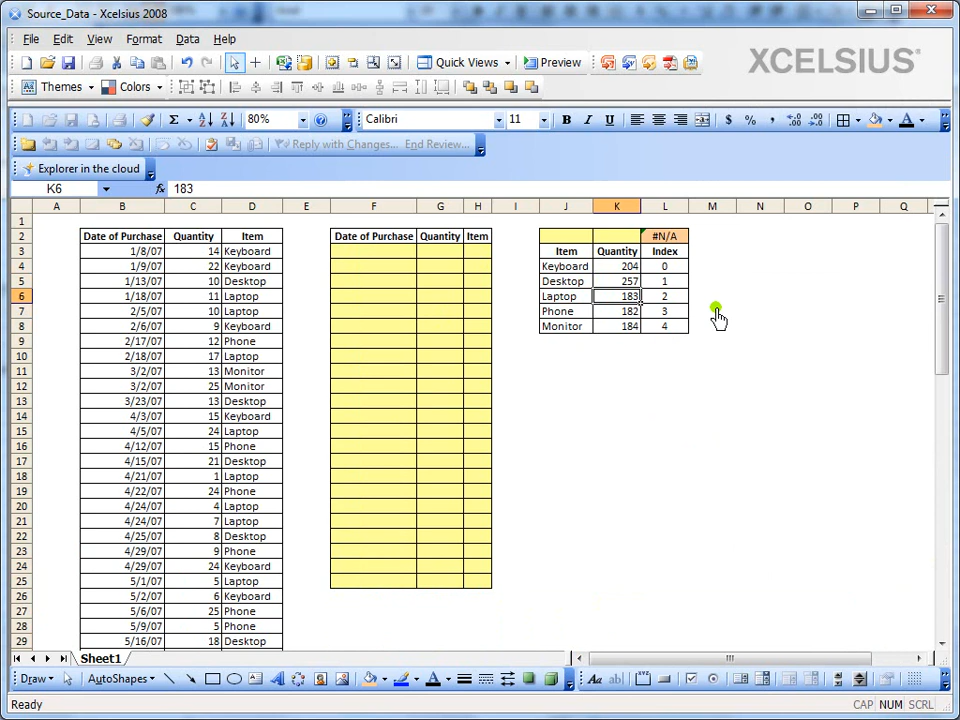 Source_Data - Xcelsius 2008
File Edit View Format Data Help
Quick Views Preview XCELSIUS®
Themes Colors
Σ 80% Calibri 11 B I U $ % , A
Reply with Changes... End Review...
Explorer in the cloud
K6 fx 183
A B C D E F G H I J K L M N O P Q
1
2 Date of Purchase Quantity Item Date of Purchase Quantity Item #N/A
3 1/8/07 14 Keyboard Item Quantity Index
4 1/9/07 22 Keyboard Keyboard 204 0
5 1/13/07 10 Desktop Desktop 257 1
6 1/18/07 11 Laptop Laptop 183 2
7 2/5/07 10 Laptop Phone 182 3
8 2/6/07 9 Keyboard Monitor 184 4
9 2/17/07 12 Phone
10 2/18/07 17 Laptop
11 3/2/07 13 Monitor
12 3/2/07 25 Monitor
13 3/23/07 13 Desktop
14 4/3/07 15 Keyboard
15 4/5/07 24 Laptop
16 4/12/07 15 Phone
17 4/15/07 21 Desktop
18 4/21/07 1 Laptop
19 4/22/07 24 Phone
20 4/24/07 4 Laptop
21 4/24/07 7 Laptop
22 4/25/07 8 Desktop
23 4/29/07 9 Phone
24 4/29/07 24 Keyboard
25 5/1/07 5 Laptop
26 5/2/07 6 Keyboard
27 5/6/07 25 Phone
28 5/9/07 5 Phone
29 5/16/07 18 Desktop
Sheet1
Draw AutoShapes A Aa ab
Ready CAP NUM SCRL